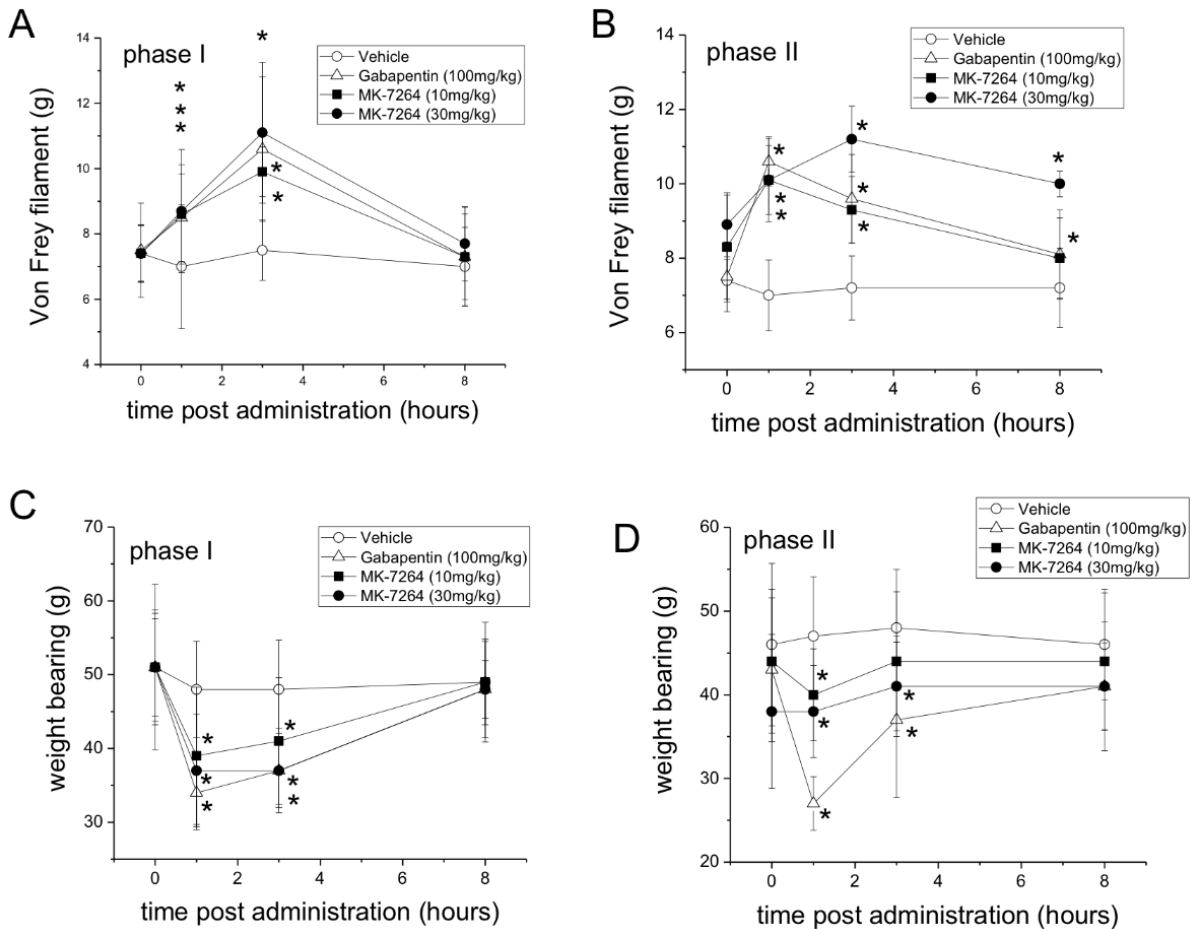 A
phase I
Vehicle
Gabapentin (100mg/kg)
MK-7264 (10mg/kg)
MK-7264 (30mg/kg)
Von Frey filament (g)
14
12
10
8
6
4
0
2
4
6
8
time post administration (hours)
* * *
*
*
*
B
phase II
Vehicle
Gabapentin (100mg/kg)
MK-7264 (10mg/kg)
MK-7264 (30mg/kg)
Von Frey filament (g)
14
12
10
8
6
0
2
4
6
8
time post administration (hours)
*
*
*
*
*
*
*
*
C
phase I
Vehicle
Gabapentin (100mg/kg)
MK-7264 (10mg/kg)
MK-7264 (30mg/kg)
weight bearing (g)
70
60
50
40
30
0
2
4
6
8
time post administration (hours)
*
*
*
*
*
*
D
phase II
Vehicle
Gabapentin (100mg/kg)
MK-7264 (10mg/kg)
MK-7264 (30mg/kg)
weight bearing (g)
60
50
40
30
20
0
2
4
6
8
time post administration (hours)
*
*
*
*
*